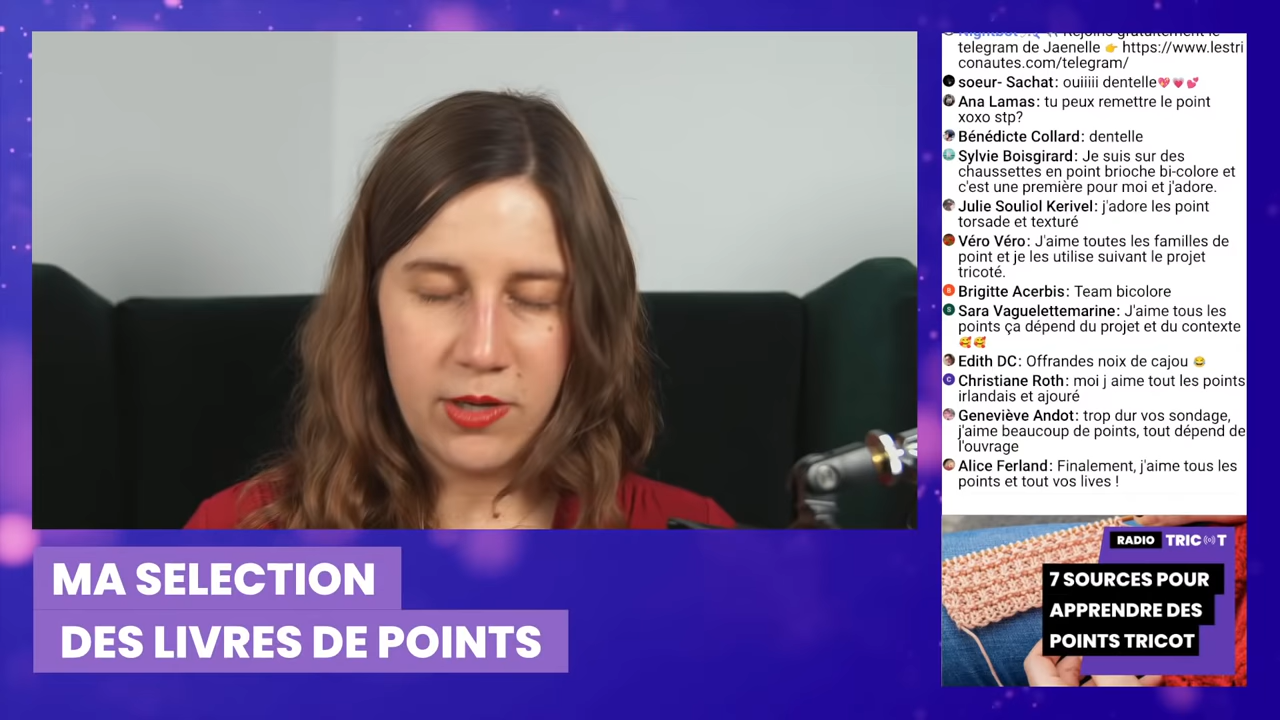 MA SELECTION
DES LIVRES DE POINTS
Rejoins gratuitement le
telegram de Jaenelle 👉 https://www.lestri
conautes.com/telegram/
soeur- Sachat: ouiiiii dentelle💖💗💕
Ana Lamas: tu peux remettre le point
xoxo stp?
Bénédicte Collard: dentelle
Sylvie Boisgirard: Je suis sur des
chaussettes en point brioche bi-colore et
c'est une première pour moi et j'adore.
Julie Souliol Kerivel: j'adore les point
torsade et texturé
Véro Véro: J'aime toutes les familles de
point et je les utilise suivant le projet
tricoté.
Brigitte Acerbis: Team bicolore
Sara Vaguelettemarine: J'aime tous les
points ça dépend du projet et du contexte
🥰🥰
Edith DC: Offrandes noix de cajou 😂
Christiane Roth: moi j aime tout les points
irlandais et ajouré
Geneviève Andot: trop dur vos sondage,
j'aime beaucoup de points, tout dépend de
l'ouvrage
Alice Ferland: Finalement, j'aime tous les
points et tout vos lives !
RADIO TRICOT
7 SOURCES POUR
APPRENDRE DES
POINTS TRICOT